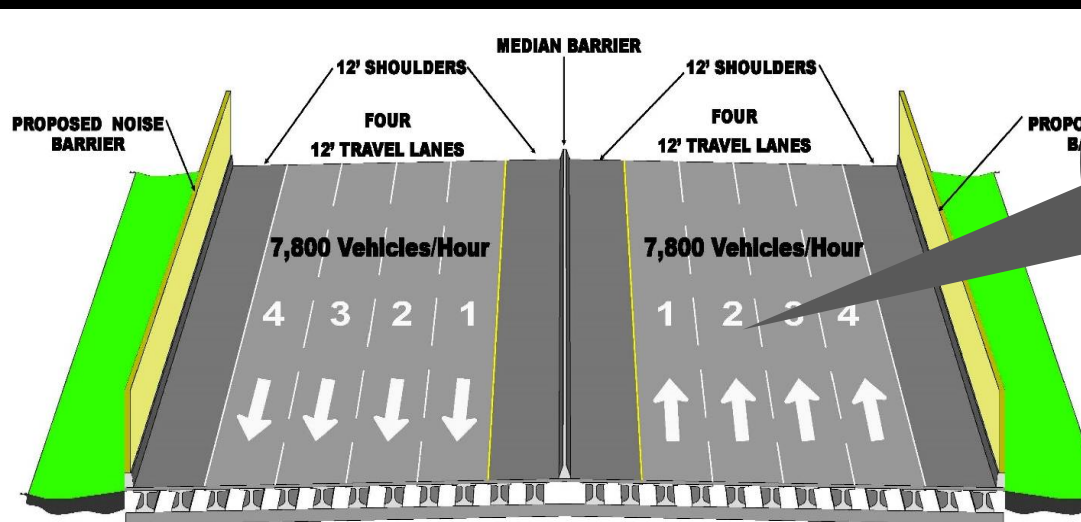 MEDIAN BARRIER
12' SHOULDERS
12' SHOULDERS
PROPOSED NOISE
BARRIER
FOUR
12' TRAVEL LANES
FOUR
12' TRAVEL LANES
7,800 Vehicles/Hour
7,800 Vehicles/Hour
4 3 2 1
1 2 3 4